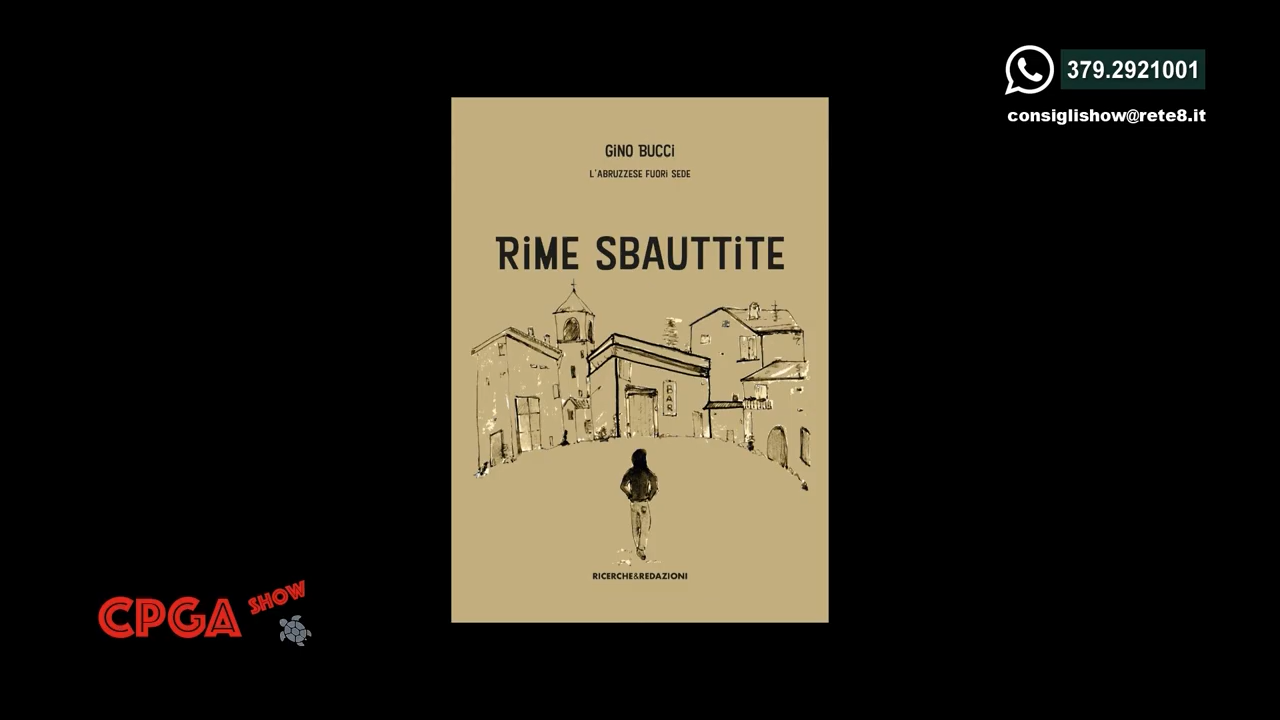 379.2921001
consiglishow@rete8.it
GiNO BUCCi
L'ABRUZZESE FUORi SEDE
RiME SBAUTTiTE
BAR
RICERCHE&REDAZIONI
CPGA SHOW